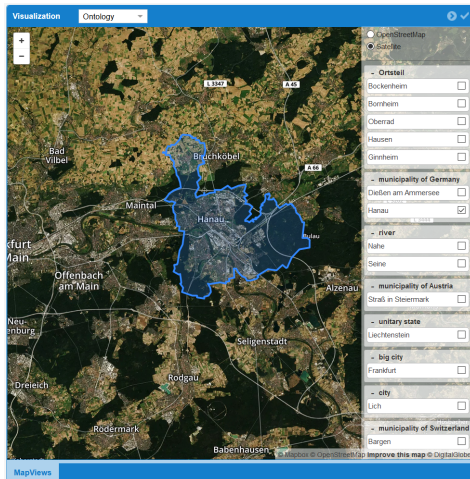 Visualization
Ontology
+
−
OpenStreetMap
Satellite
L 3347
A 45
- Ortsteil
Bockenheim
Bornheim
Oberrad
Hausen
Ginnheim
Bad
Vilbel
Bruchköbel
A 66
- municipality of Germany
Dießen am Ammersee
Hanau
Maintal
Hanau
- river
Nahe
Seine
kfurt
Main
Offenbach
am Main
Alzenau
- municipality of Austria
Straß in Steiermark
Neu-
enburg
Seligenstadt
- unitary state
Liechtenstein
- big city
Frankfurt
Dreieich
Rodgau
- city
Lich
Rödermark
- municipality of Switzerland
Bargen
Babenhausen
© Mapbox © OpenStreetMap Improve this map © DigitalGlobe
MapViews